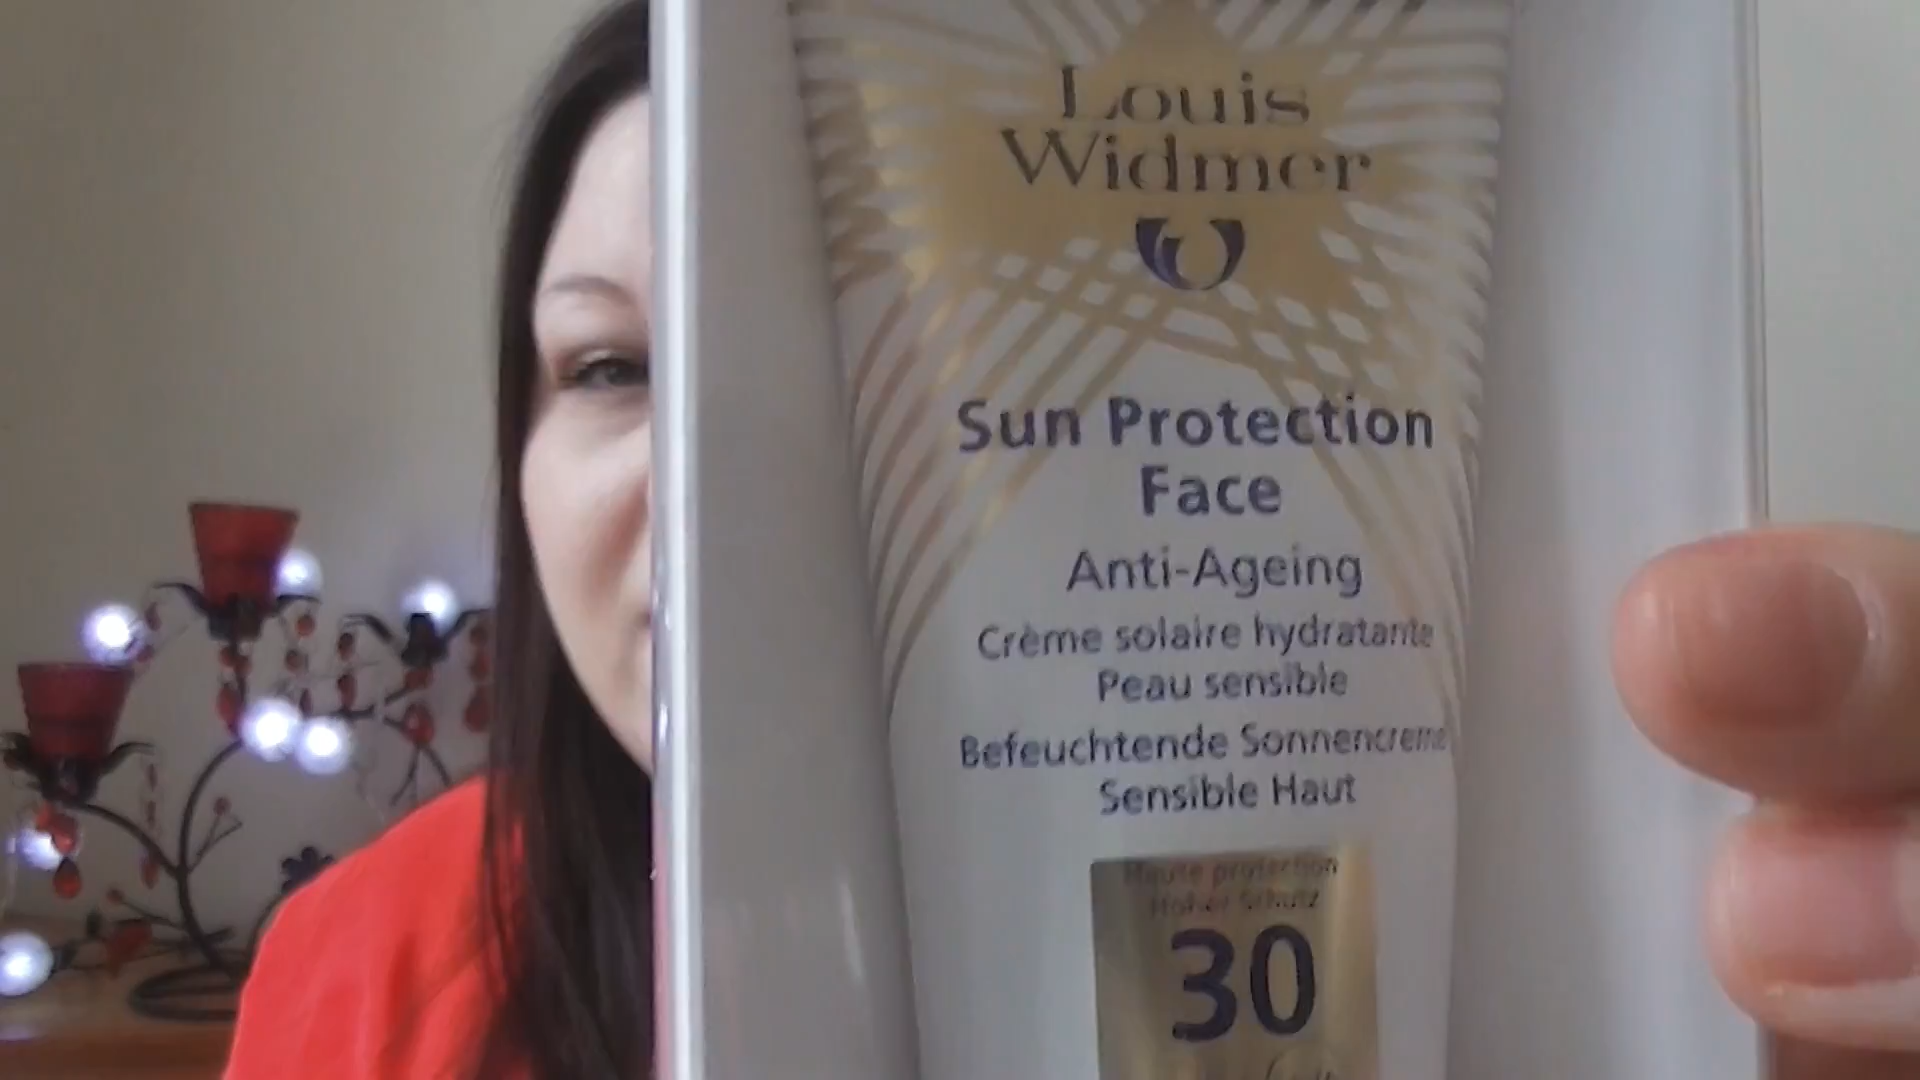 Louis
Widmer
Sun Protection
Face
Anti-Ageing
Crème solaire hydratante
Peau sensible
Befeuchtende Sonnencreme
Sensible Haut
Haute protection
Hoher Schutz
30